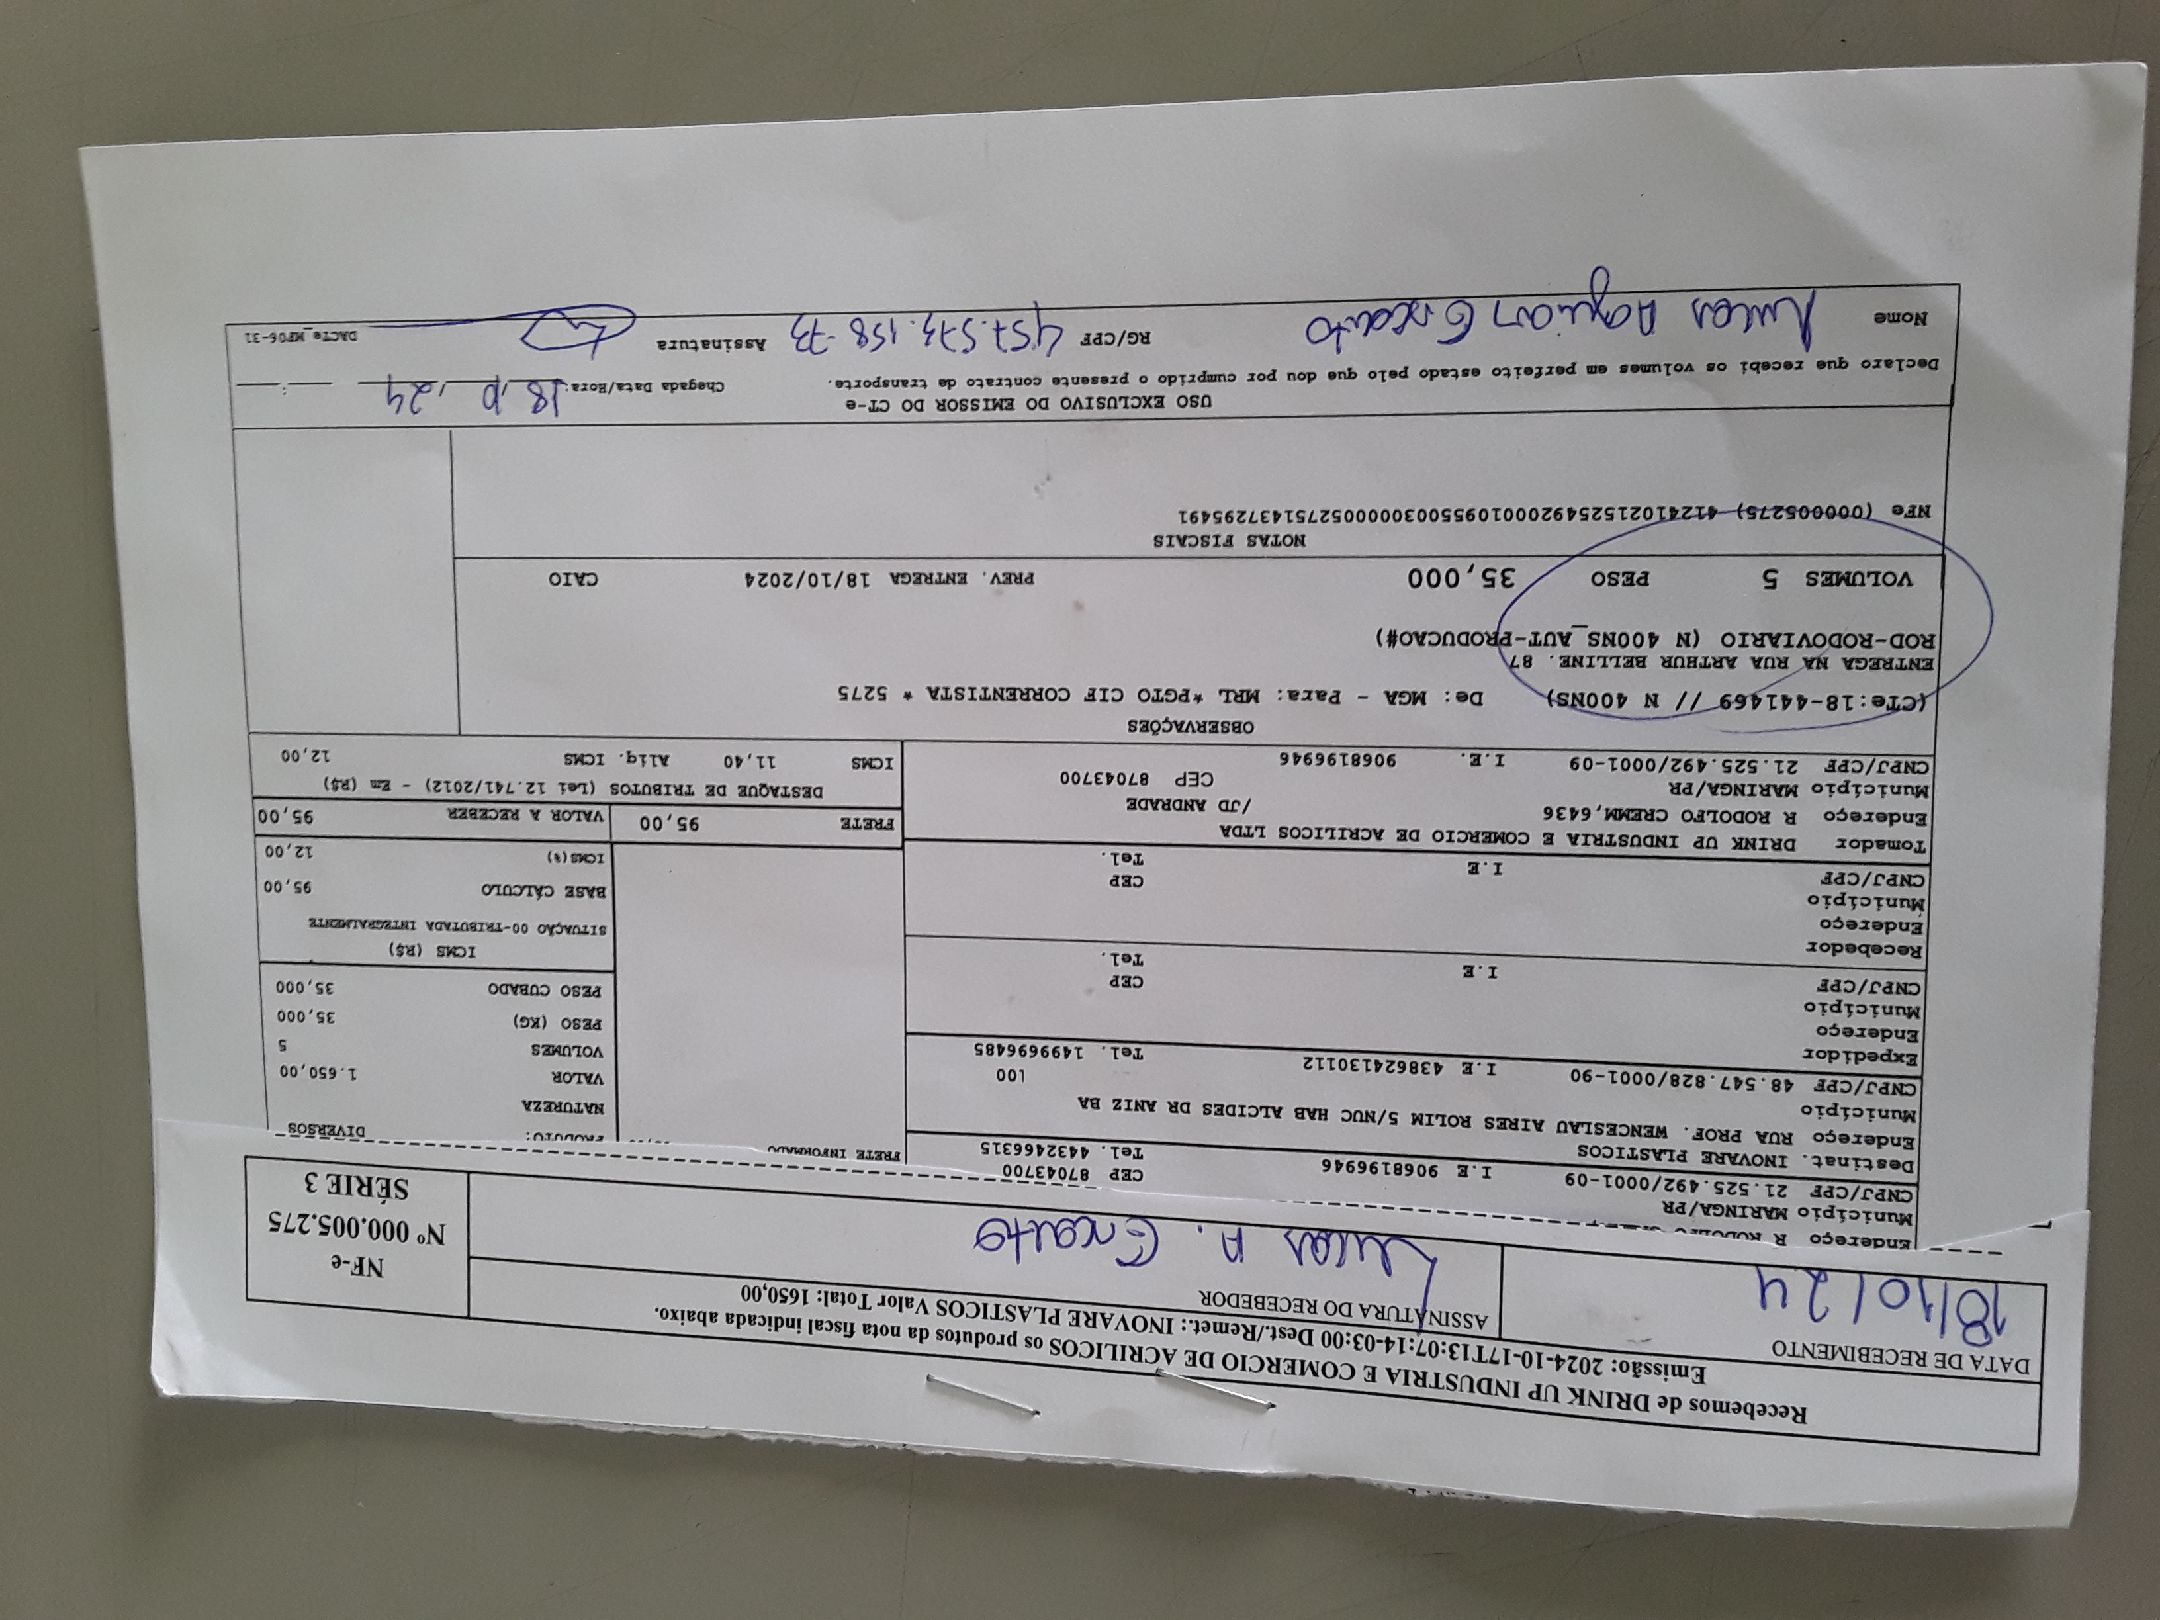 Recebemos de DRINK UP INDUSTRIA E COMERCIO DE ACRILICOS os produtos da nota fiscal indicada abaixo.
Emissão: 2024-10-17T13:07:14-03:00 Dest./Remet.: INOVARE PLASTICOS Valor Total: 1650,00
NF-e
Nº 000.005.275
SÉRIE 3
DATA DE RECEBIMENTO
18/10/24
ASSINATURA DO RECEBEDOR
Lucas A.
Endereço R RODOLFO
Município MARINGA/PR
CNPJ/CPF 21.525.492/0001-09 I.E 9068196946 CEP 87043700
Destinat. INOVARE PLASTICOS Tel. 4432466315
Endereço RUA PROF. WENCESLAU AIRES ROLIM 5/NUC HAB ALCIDES DR ANIZ BA
Município L00
CNPJ/CPF 48.547.828/0001-90 I.E 438624130112 Tel. 149969648 5
Expedidor
Endereço
Município CEP
CNPJ/CPF I.E Tel.
Recebedor
Endereço
Município CEP
CNPJ/CPF I.E Tel.
Tomador DRINK UP INDUSTRIA E COMERCIO DE ACRILICOS LTDA
Endereço R RODOLFO CREMM,6436 /JD ANDRADE
Município MARINGA/PR CEP 87043700
CNPJ/CPF 21.525.492/0001-09 I.E. 9068196946
FRETE INFORMADO
PRODUTO: DIVERSOS
NATUREZA
VALOR 1.650,00
VOLUMES 5
PESO (KG) 35,000
PESO CUBADO 35,000
ICMS (R$)
SITUAÇÃO 00-TRIBUTADA INTEGRALMENTE
BASE CÁLCULO 95,00
ICMS(%) 12,00
FRETE 95,00 VALOR A RECEBER 95,00
DESTAQUE DE TRIBUTOS (Lei 12.741/2012) - Em (R$)
ICMS 11,40 Aliq. ICMS 12,00
OBSERVAÇÕES
(CTe:18-441469 // N 400NS) De: MGA - Para: MRL *PGTO CIF CORRENTISTA * 5275
ENTREGA NA RUA ARTHUR BELLINE. 87
ROD-RODOVIARIO (N 400NS_AUT-PRODUCAO#)
VOLUMES 5 PESO 35,000 PREV. ENTREGA 18/10/2024 CAIO
NOTAS FISCAIS
NFe (000005275) 41241021525492000109550030000052751437295491
USO EXCLUSIVO DO EMISSOR DO CT-e
Declaro que recebi os volumes em perfeito estado pelo que dou por cumprido o presente contrato de transporte. Chegada Data/Hora: 18, 10, 24
Nome Lucas RG/CPF 457.573.158-73 Assinatura
DACTe_MF06-31